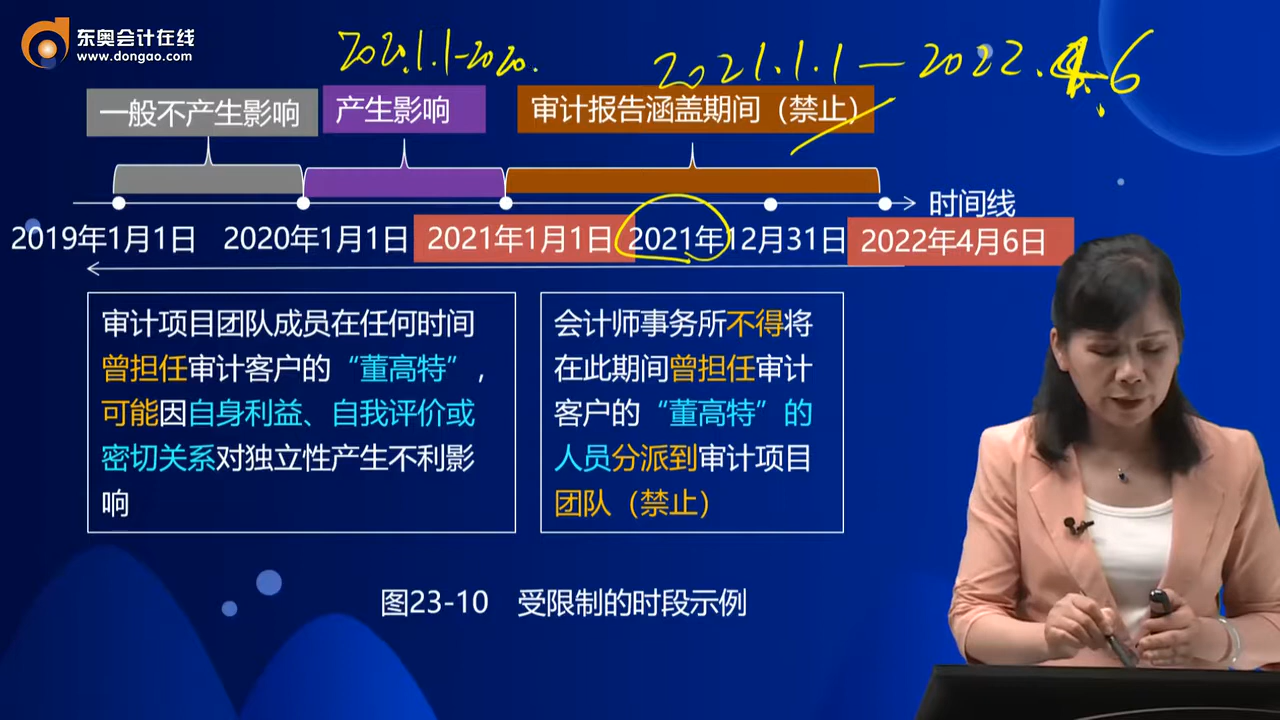 东奥会计在线
www.dongao.com
2020.1.1-2020.
2021.1.1-2022.4.6
一般不产生影响
产生影响
审计报告涵盖期间（禁止）
时间线
2019年1月1日
2020年1月1日
2021年1月1日
2021年12月31日
2022年4月6日
审计项目团队成员在任何时间
曾担任审计客户的“董高特”，
可能因自身利益、自我评价或
密切关系对独立性产生不利影
响
会计师事务所不得将
在此期间曾担任审计
客户的“董高特”的
人员分派到审计项目
团队（禁止）
图23-10 受限制的时段示例